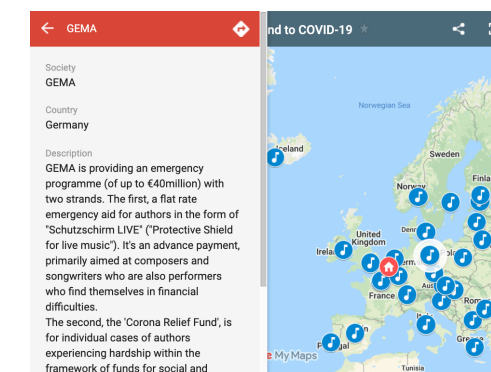 GEMA
Society
GEMA
Country
Germany
Description
GEMA is providing an emergency
programme (of up to €40million) with
two strands. The first, a flat rate
emergency aid for authors in the form of
"Schutzschirm LIVE" ("Protective Shield
for live music"). It's an advance payment,
primarily aimed at composers and
songwriters who are also performers
who find themselves in financial
difficulties.
The second, the 'Corona Relief Fund', is
for individual cases of authors
experiencing hardship within the
framework of funds for social and
nd to COVID-19
Norwegian Sea
Iceland
Sweden
Finla
Norway
United
Kingdom
Denr
Irela
erm
Pola
France
Aus
Rom
P gal
Gree
e My Maps
Tunisia